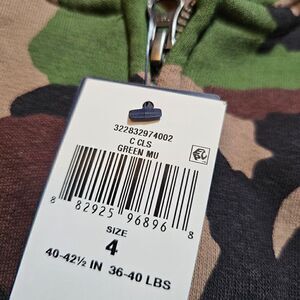 322832974002
C CLS
GREEN MU
8 82925 96896 8
SIZE
4
40-42½ IN 36-40 LBS